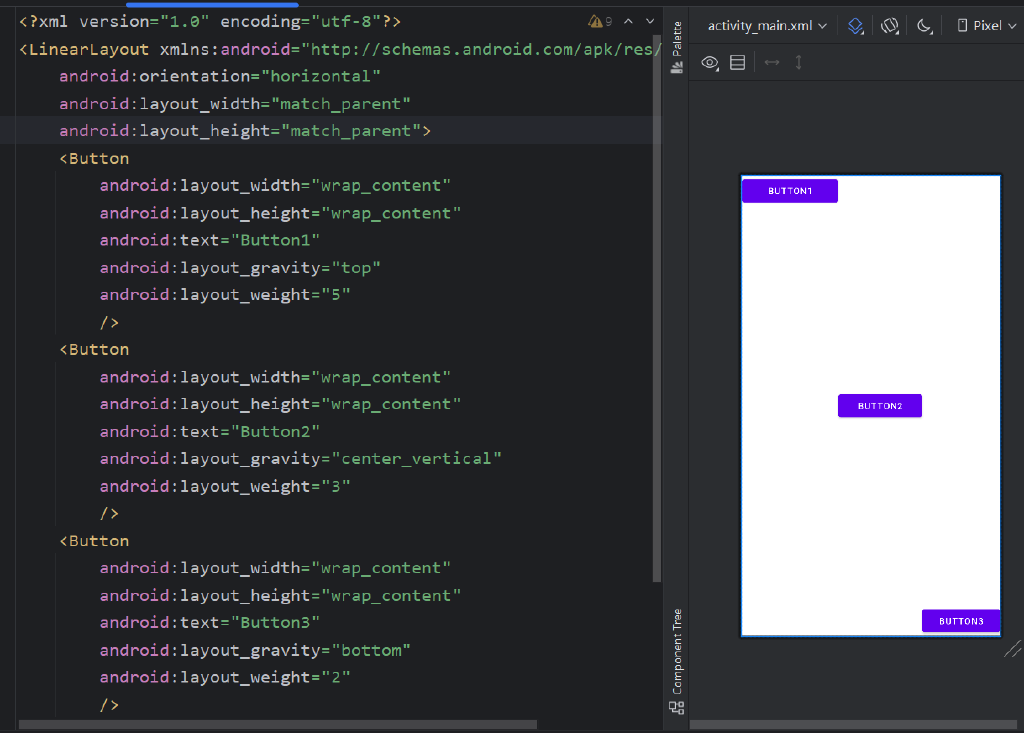 <?xml version="1.0" encoding="utf-8"?>
9
<LinearLayout xmlns:android="http://schemas.android.com/apk/res/
android:orientation="horizontal"
android:layout_width="match_parent"
android:layout_height="match_parent">
<Button
android:layout_width="wrap_content"
android:layout_height="wrap_content"
android:text="Button1"
android:layout_gravity="top"
android:layout_weight="5"
/>
<Button
android:layout_width="wrap_content"
android:layout_height="wrap_content"
android:text="Button2"
android:layout_gravity="center_vertical"
android:layout_weight="3"
/>
<Button
android:layout_width="wrap_content"
android:layout_height="wrap_content"
android:text="Button3"
android:layout_gravity="bottom"
android:layout_weight="2"
/>
Palette
Component Tree
activity_main.xml
Pixel
BUTTON1
BUTTON2
BUTTON3